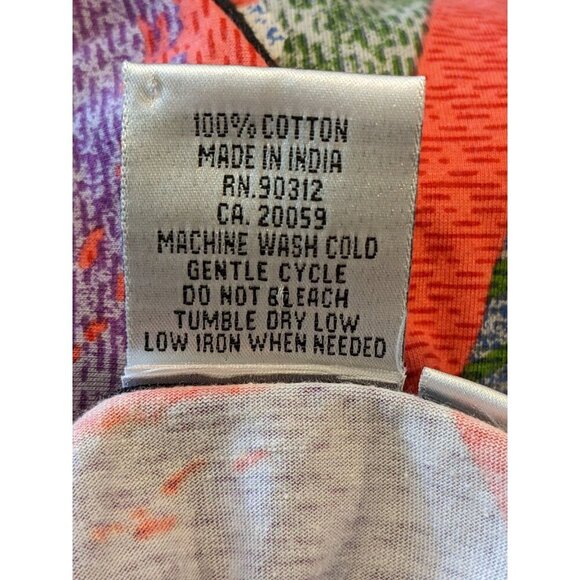 100% COTTON
MADE IN INDIA
RN.90312
CA. 20059
MACHINE WASH COLD
GENTLE CYCLE
DO NOT BLEACH
TUMBLE DRY LOW
LOW IRON WHEN NEEDED